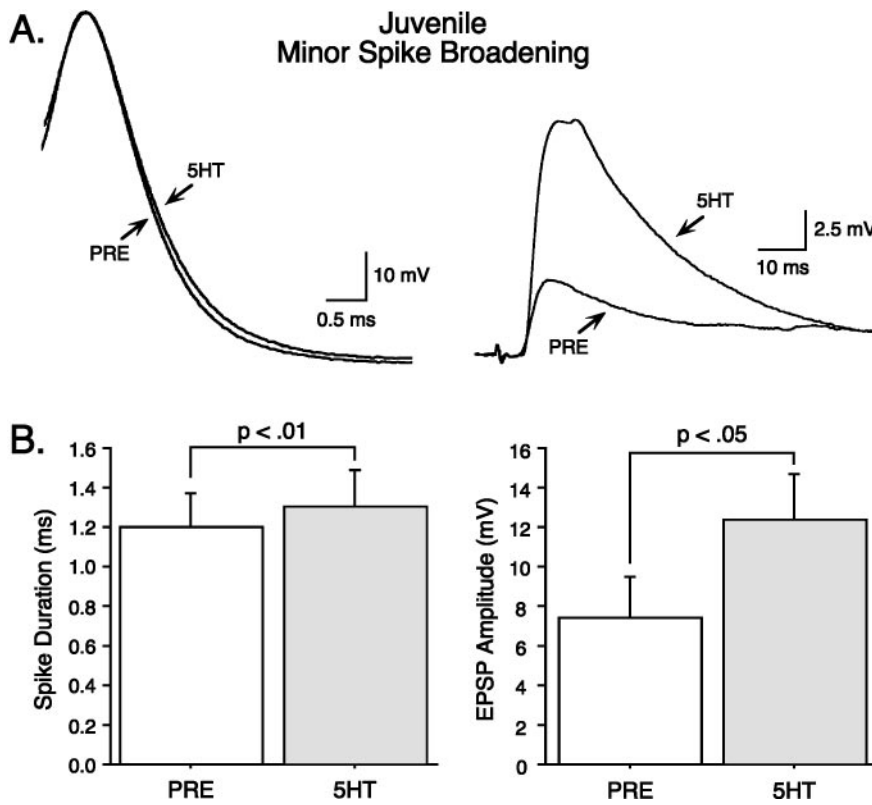 A.
Juvenile
Minor Spike Broadening
5HT
PRE
10 mV
0.5 ms
5HT
2.5 mV
10 ms
PRE
B.
p < .01
1.6
1.4
1.2
1.0
0.8
0.6
0.4
0.2
0.0
Spike Duration (ms)
PRE 5HT
p < .05
16
14
12
10
8
6
4
2
0
EPSP Amplitude (mV)
PRE 5HT